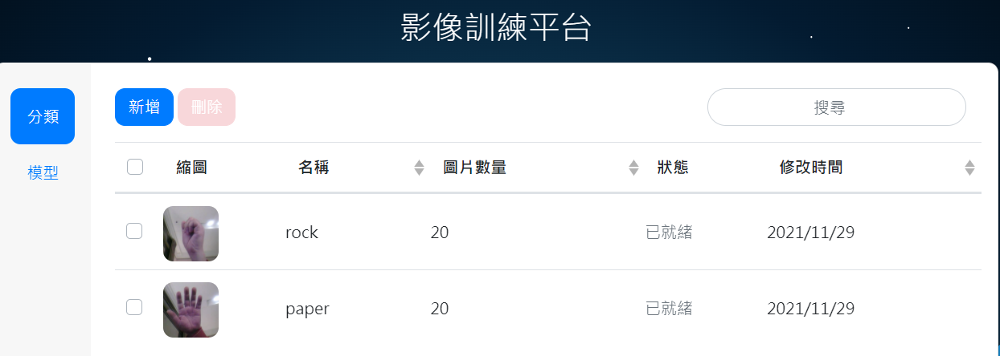 影像訓練平台
分類
模型
新增 刪除 搜尋
縮圖 名稱 圖片數量 狀態 修改時間
rock 20 已就緒 2021/11/29
paper 20 已就緒 2021/11/29